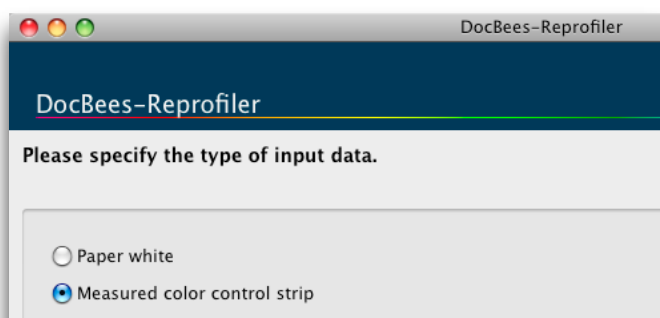 DocBees-Reprofiler
DocBees-Reprofiler
Please specify the type of input data.
Paper white
Measured color control strip